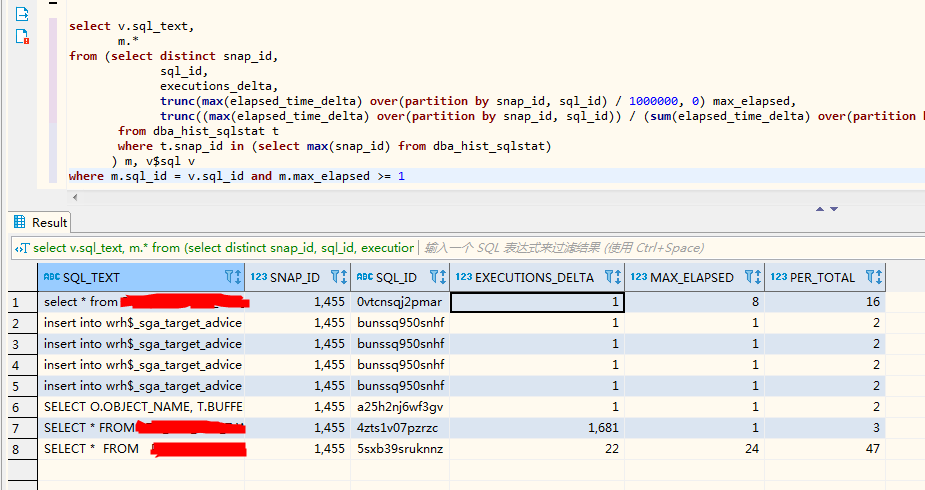 select v.sql_text,
m.*
from (select distinct snap_id,
sql_id,
executions_delta,
trunc(max(elapsed_time_delta) over(partition by snap_id, sql_id) / 1000000, 0) max_elapsed,
trunc((max(elapsed_time_delta) over(partition by snap_id, sql_id)) / (sum(elapsed_time_delta) over(partition
from dba_hist_sqlstat t
where t.snap_id in (select max(snap_id) from dba_hist_sqlstat)
) m, v$sql v
where m.sql_id = v.sql_id and m.max_elapsed >= 1
Result
select v.sql_text, m.* from (select distinct snap_id, sql_id, execution 输入一个 SQL 表达式来过滤结果 (使用 Ctrl+Space)
ABC SQL_TEXT 123 SNAP_ID ABC SQL_ID 123 EXECUTIONS_DELTA 123 MAX_ELAPSED 123 PER_TOTAL
1 select * from 1,455 0vtcnsqj2pmar 1 8 16
2 insert into wrh$_sga_target_advice 1,455 bunssq950snhf 1 1 2
3 insert into wrh$_sga_target_advice 1,455 bunssq950snhf 1 1 2
4 insert into wrh$_sga_target_advice 1,455 bunssq950snhf 1 1 2
5 insert into wrh$_sga_target_advice 1,455 bunssq950snhf 1 1 2
6 SELECT O.OBJECT_NAME, T.BUFFE 1,455 a25h2nj6wf3gv 1 1 2
7 SELECT * FROM 1,455 4zts1v07pzrzc 1,681 1 3
8 SELECT * FROM 1,455 5sxb39sruknnz 22 24 47